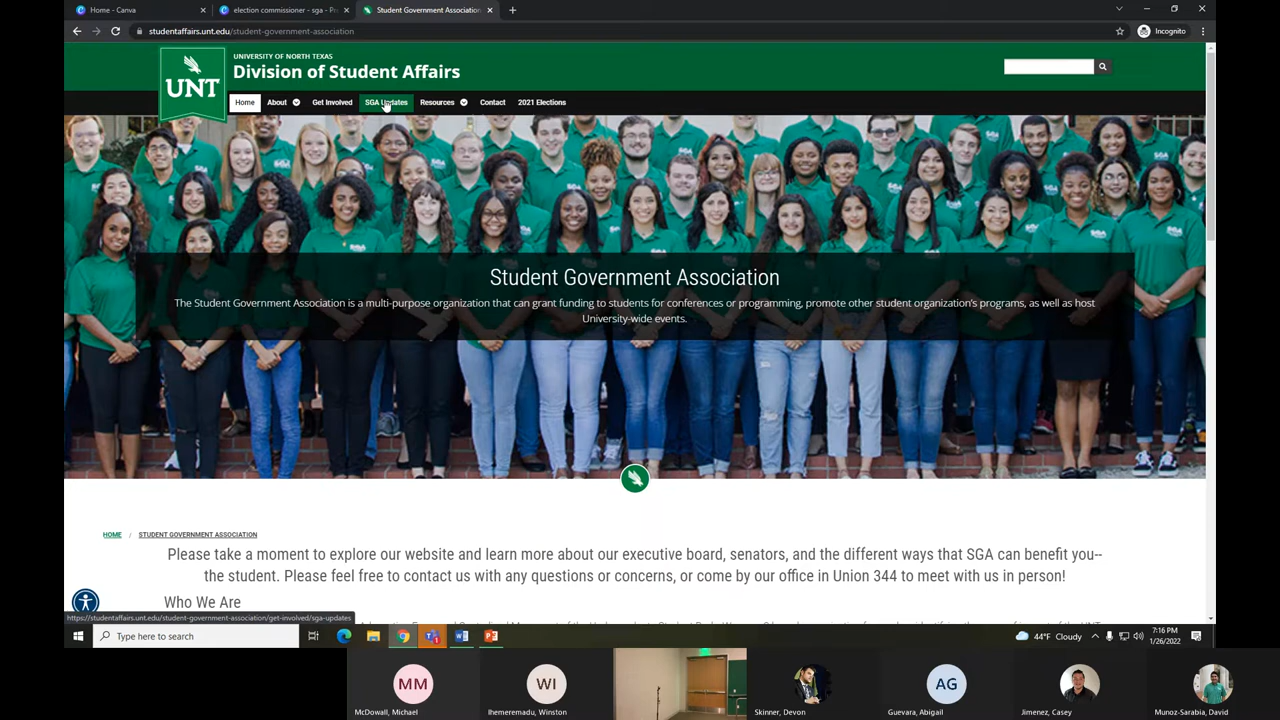 Home - Canva
election commissioner - sga - Pr
Student Government Association
studentaffairs.unt.edu/student-government-association
Incognito
UNIVERSITY OF NORTH TEXAS
Division of Student Affairs
UNT
Home
About
Get Involved
SGA Updates
Resources
Contact
2021 Elections
Student Government Association
The Student Government Association is a multi-purpose organization that can grant funding to students for conferences or programming, promote other student organization's programs, as well as host
University-wide events.
HOME / STUDENT GOVERNMENT ASSOCIATION
Please take a moment to explore our website and learn more about our executive board, senators, and the different ways that SGA can benefit you--
the student. Please feel free to contact us with any questions or concerns, or come by our office in Union 344 to meet with us in person!
Who We Are
https://studentaffairs.unt.edu/student-government-association/get-involved/sga-updates
Type here to search
44°F Cloudy
7:16 PM
1/26/2022
MM
WI
AG
McDowall, Michael
Ihemeremadu, Winston
Skinner, Devon
Guevara, Abigail
Jimenez, Casey
Munoz-Sarabia, David